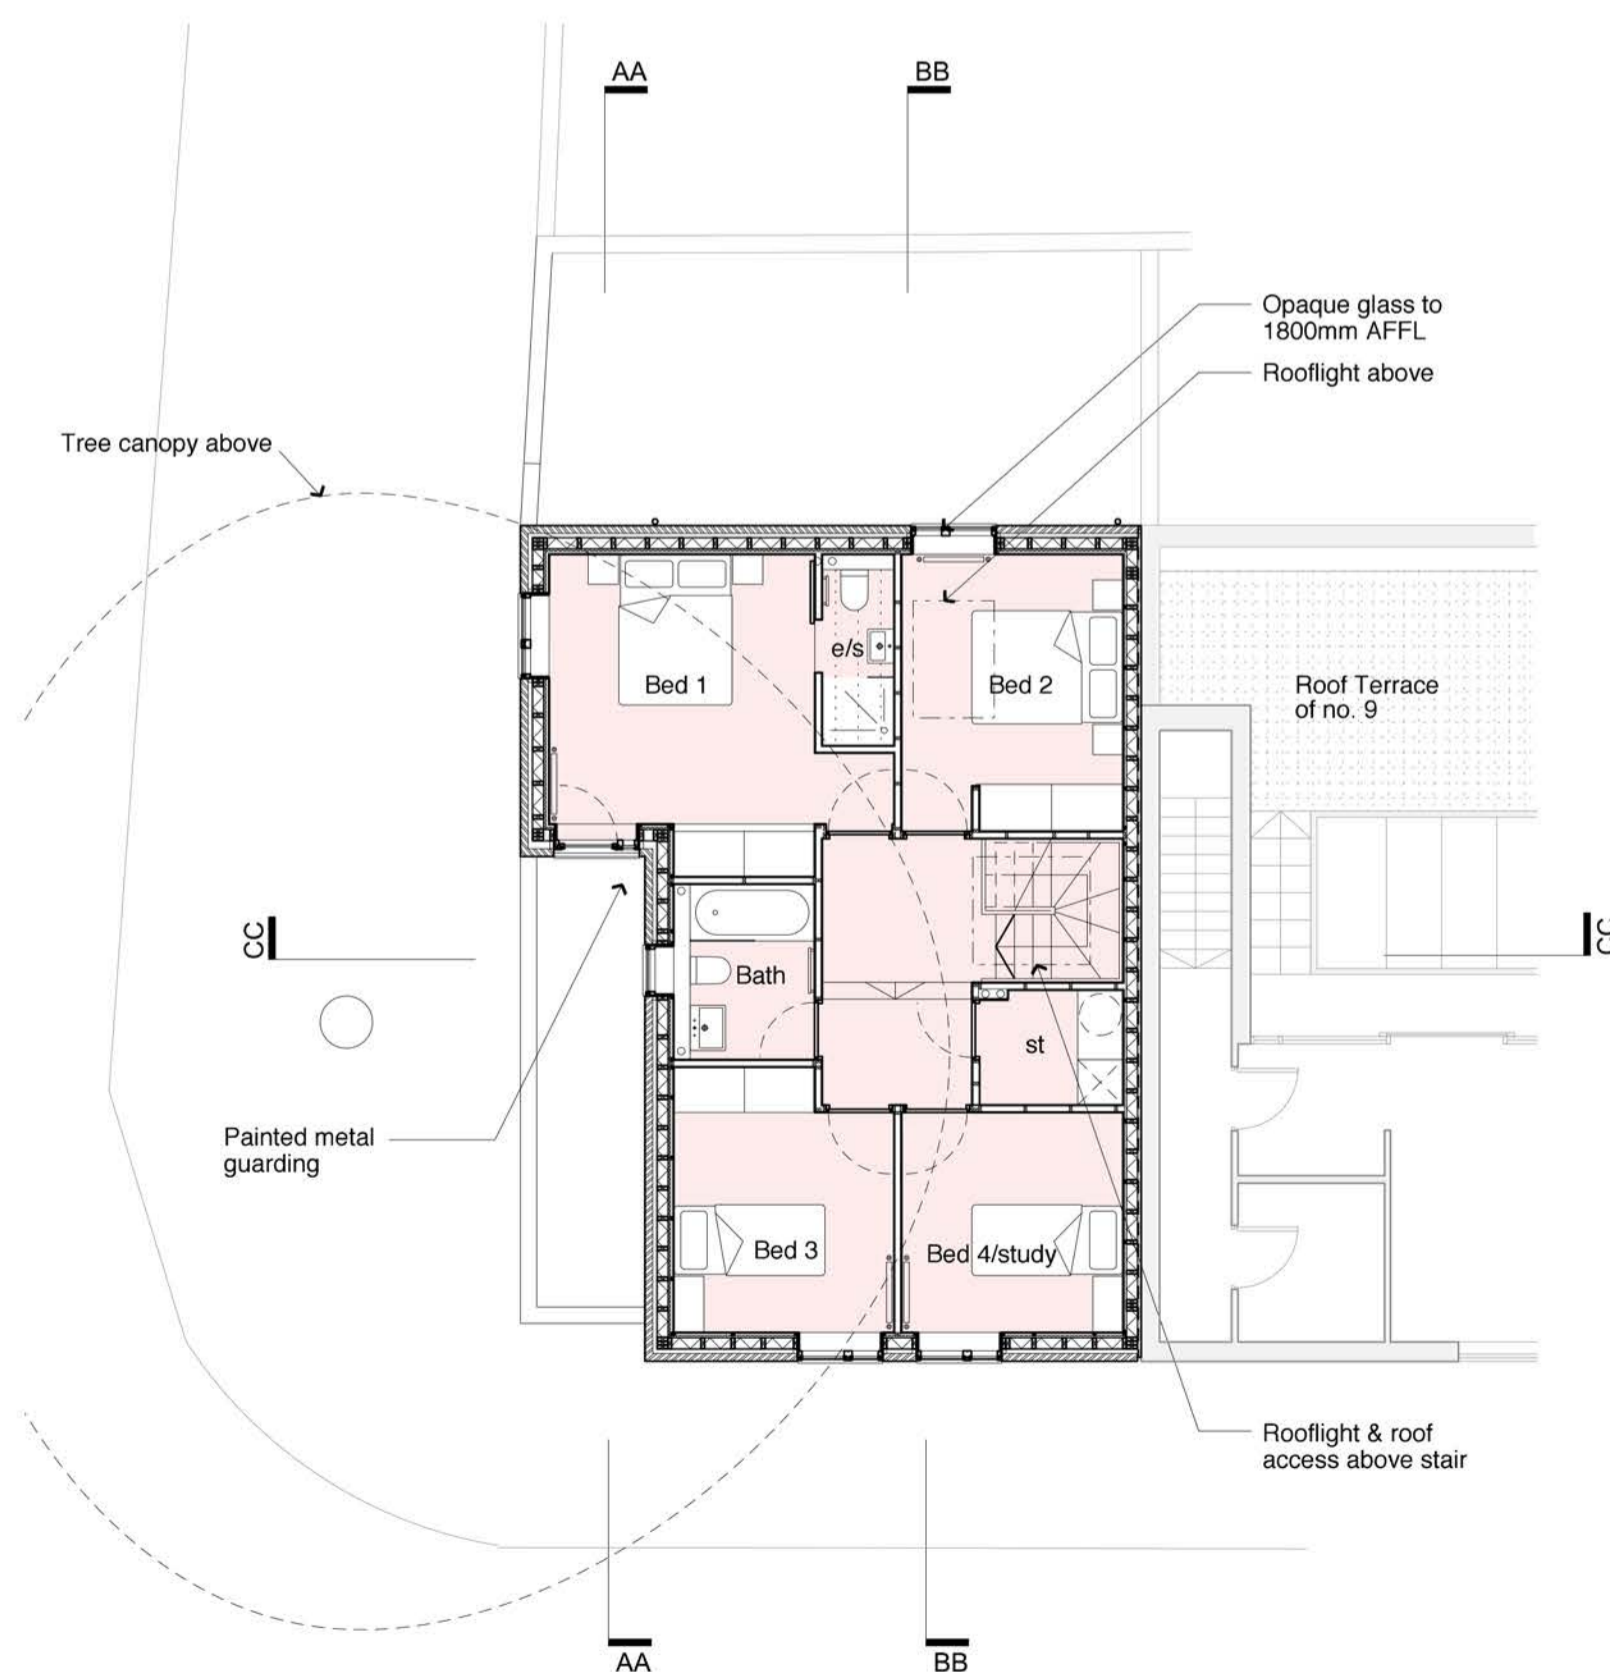 AA
BB
Opaque glass to
1800mm AFFL
Rooflight above
Tree canopy above
e/s
Bed 1
Bed 2
Roof Terrace
of no. 9
CC
CC
Bath
st
Painted metal
guarding
Bed 3
Bed 4/study
Rooflight & roof
access above stair
AA
BB